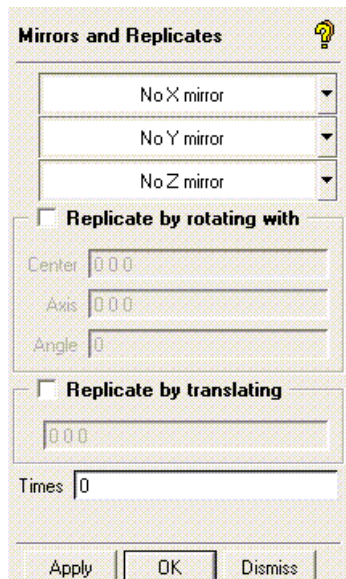 Mirrors and Replicates
No X mirror
No Y mirror
No Z mirror
Replicate by rotating with
Center 0 0 0
Axis 0 0 0
Angle 0
Replicate by translating
0 0 0
Times 0
Apply OK Dismiss